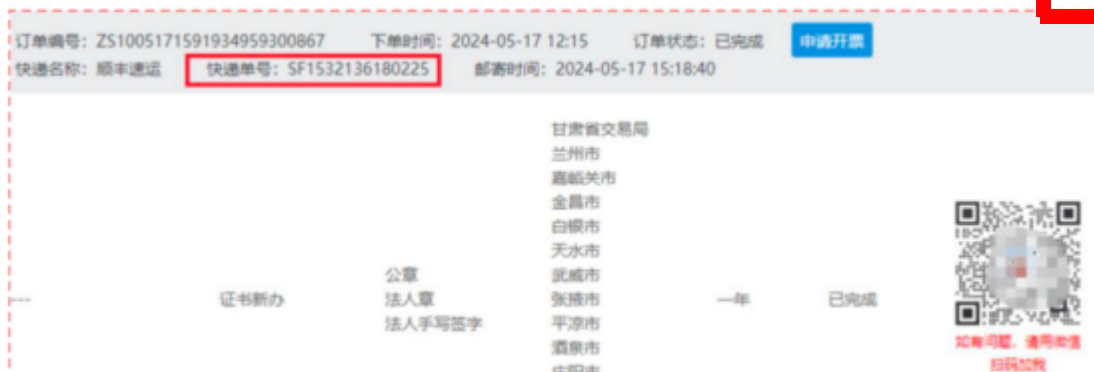 订单编号：ZS10051715919349593​00867 下单时间：2024-05-17 12:15 订单状态：已完成 申请开票
快递名称：顺丰速运 快递单号：SF1532136180225 邮寄时间：2024-05-17 15:18:40
甘肃省交易局
兰州市
嘉峪关市
金昌市
白银市
天水市
武威市
张掖市
平凉市
酒泉市
庆阳市
---
证书新办
公章
法人章
法人手写签字
一年
已完成
如有问题，请用微信
扫码加我